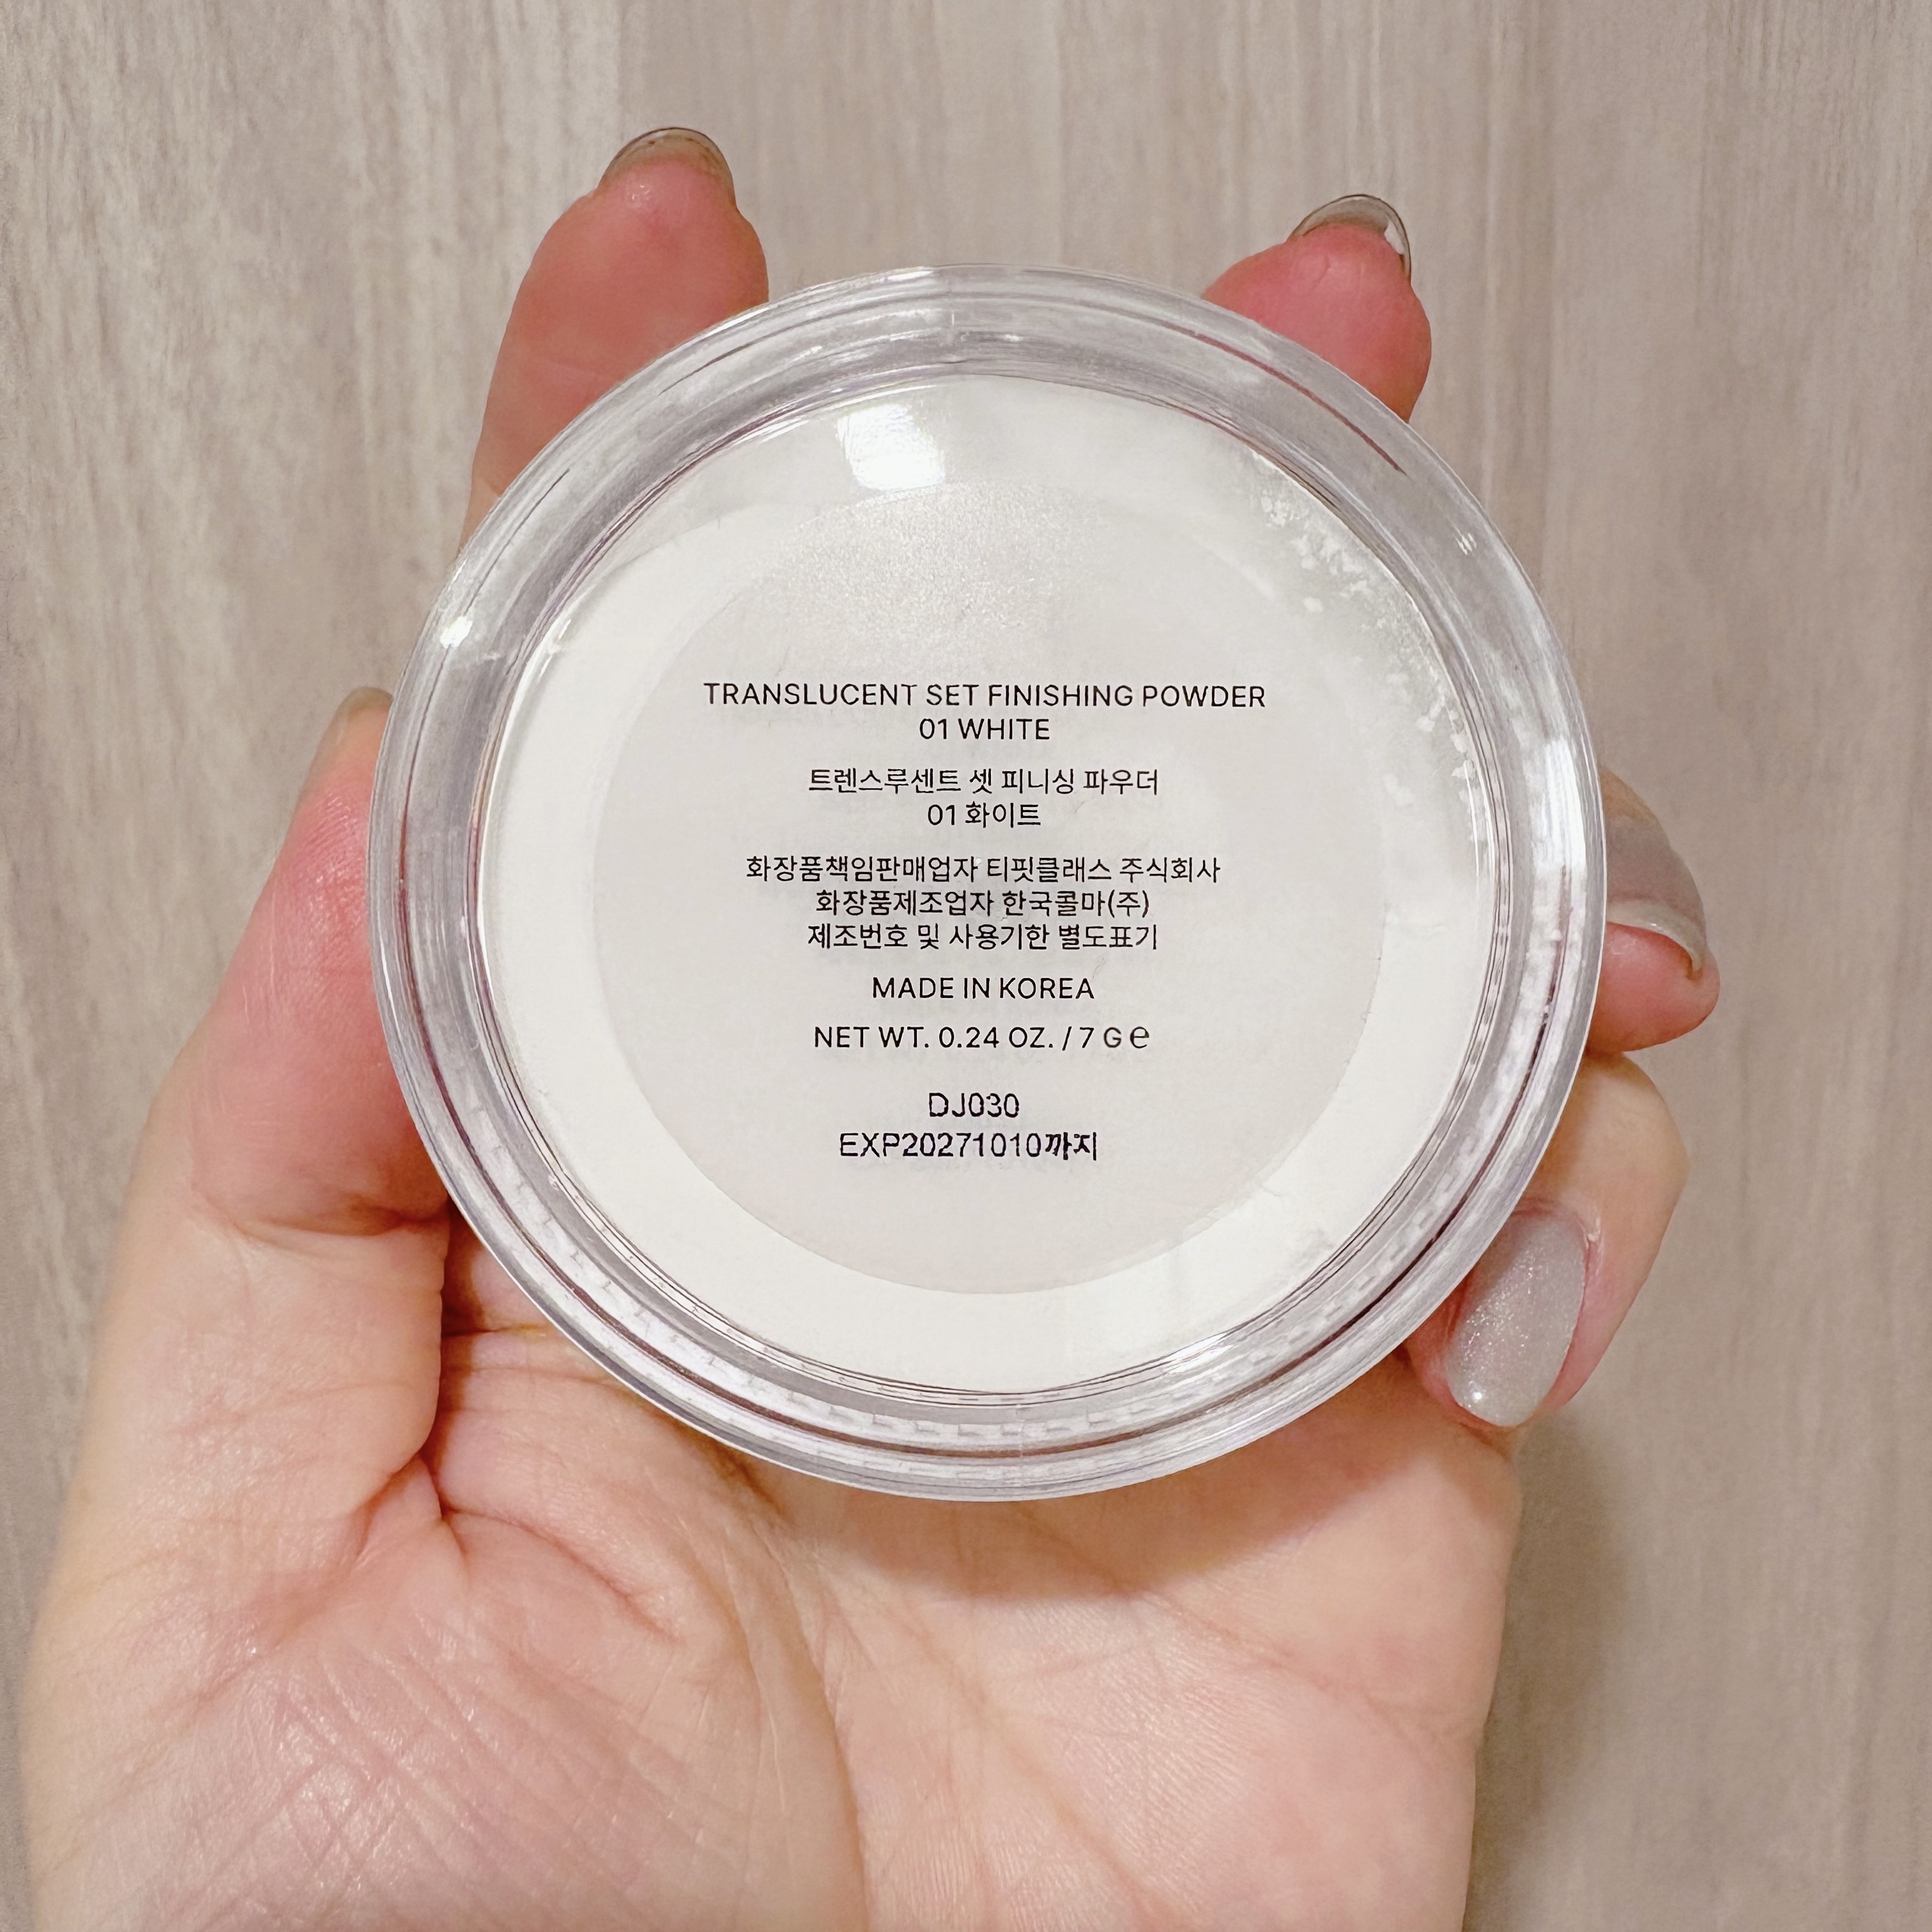 TRANSLUCENT SET FINISHING POWDER
01 WHITE
트렌스루센트 셋 피니싱 파우더
01 화이트
화장품책임판매업자 티핏클래스 주식회사
화장품제조업자 한국콜마(주)
제조번호 및 사용기한 별도표기
MADE IN KOREA
NET WT. 0.24 OZ. / 7 G ℮
DJ030
EXP20271010까지